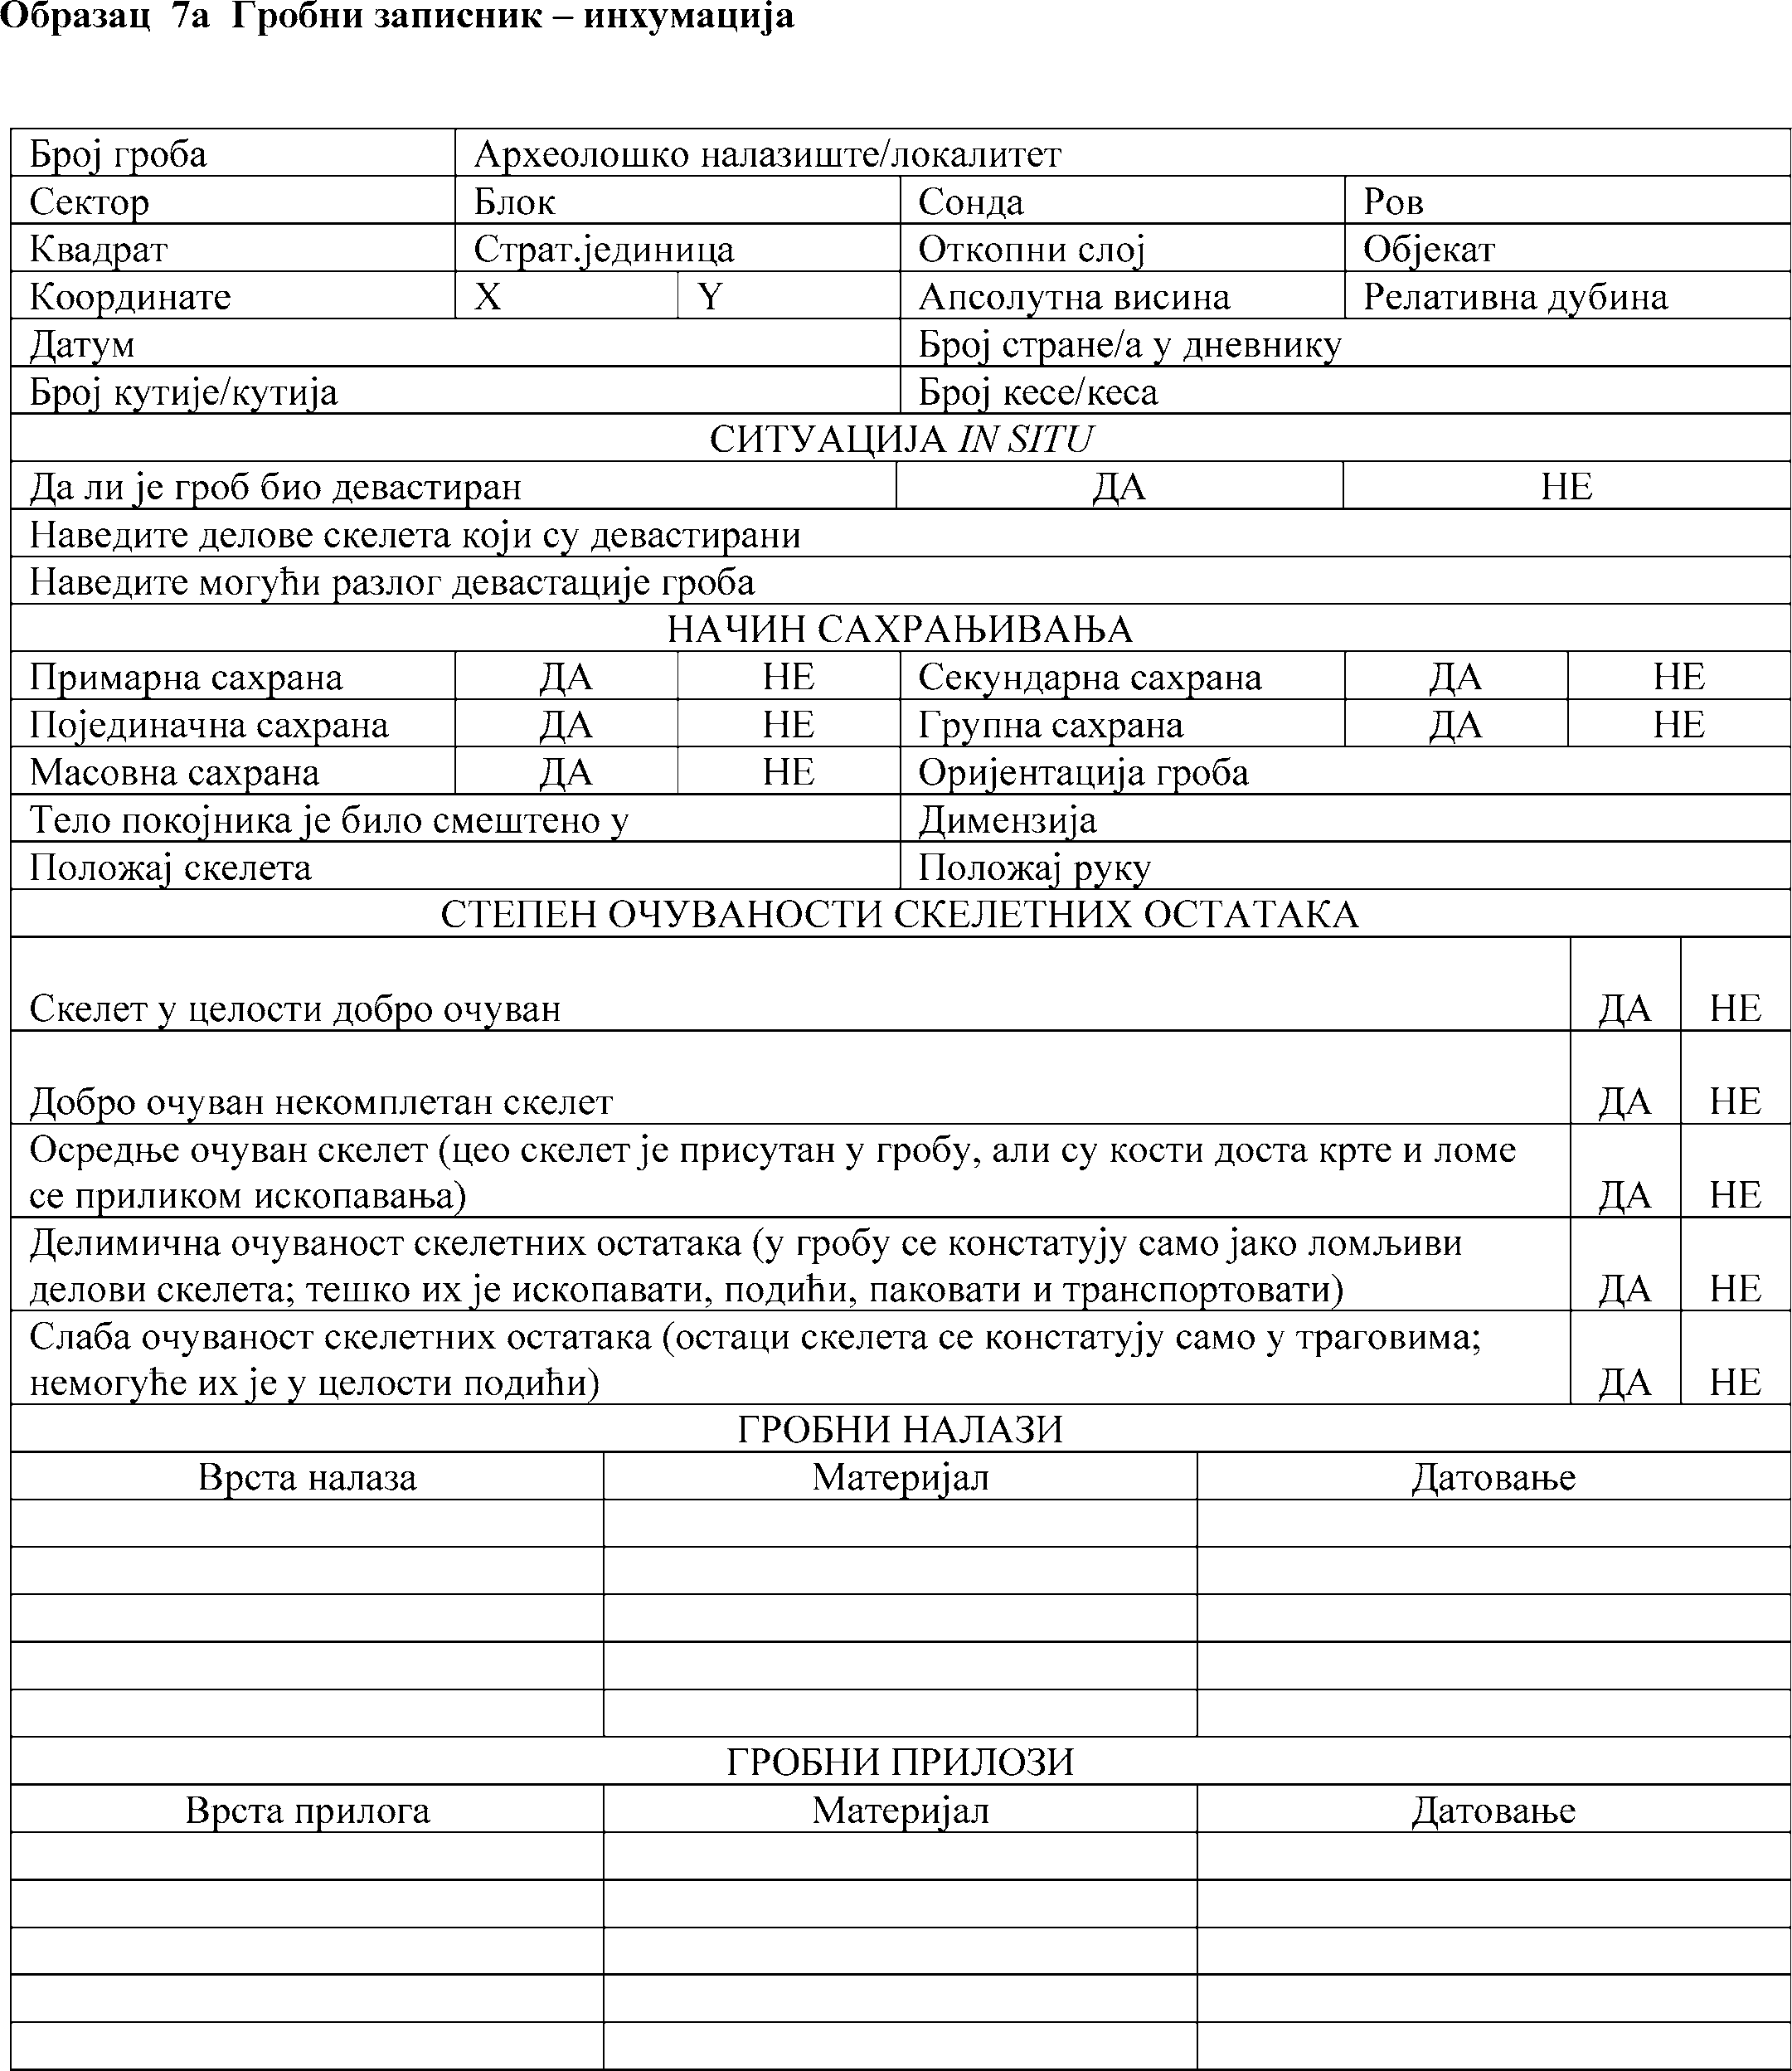 Образац 7а Гробни записник – инхумација
Број гроба Археолошко налазиште/локалитет
Сектор Блок Сонда Ров
Квадрат Страт.јединица Откопни слој Објекат
Координате X Y Апсолутна висина Релативна дубина
Датум Број стране/а у дневнику
Број кутије/кутија Број кесе/кеса
СИТУАЦИЈА IN SITU
Да ли је гроб био девастиран ДА НЕ
Наведите делове скелета који су девастирани
Наведите могући разлог девастације гроба
НАЧИН САХРАЊИВАЊА
Примарна сахрана ДА НЕ Секундарна сахрана ДА НЕ
Појединачна сахрана ДА НЕ Групна сахрана ДА НЕ
Масовна сахрана ДА НЕ Оријентација гроба
Тело покојника је било смештено у Димензија
Положај скелета Положај руку
СТЕПЕН ОЧУВАНОСТИ СКЕЛЕТНИХ ОСТАТАКА
Скелет у целости добро очуван ДА НЕ
Добро очуван некомплетан скелет ДА НЕ
Осредње очуван скелет (цео скелет је присутан у гробу, али су кости доста крте и ломе
се приликом ископавања) ДА НЕ
Делимична очуваност скелетних остатака (у гробу се констатују само јако ломљиви
делови скелета; тешко их је ископавати, подићи, паковати и транспортовати) ДА НЕ
Слаба очуваност скелетних остатака (остаци скелета се констатују само у траговима;
немогуће их је у целости подићи) ДА НЕ
ГРОБНИ НАЛАЗИ
Врста налаза Материјал Датовање
ГРОБНИ ПРИЛОЗИ
Врста прилога Материјал Датовање